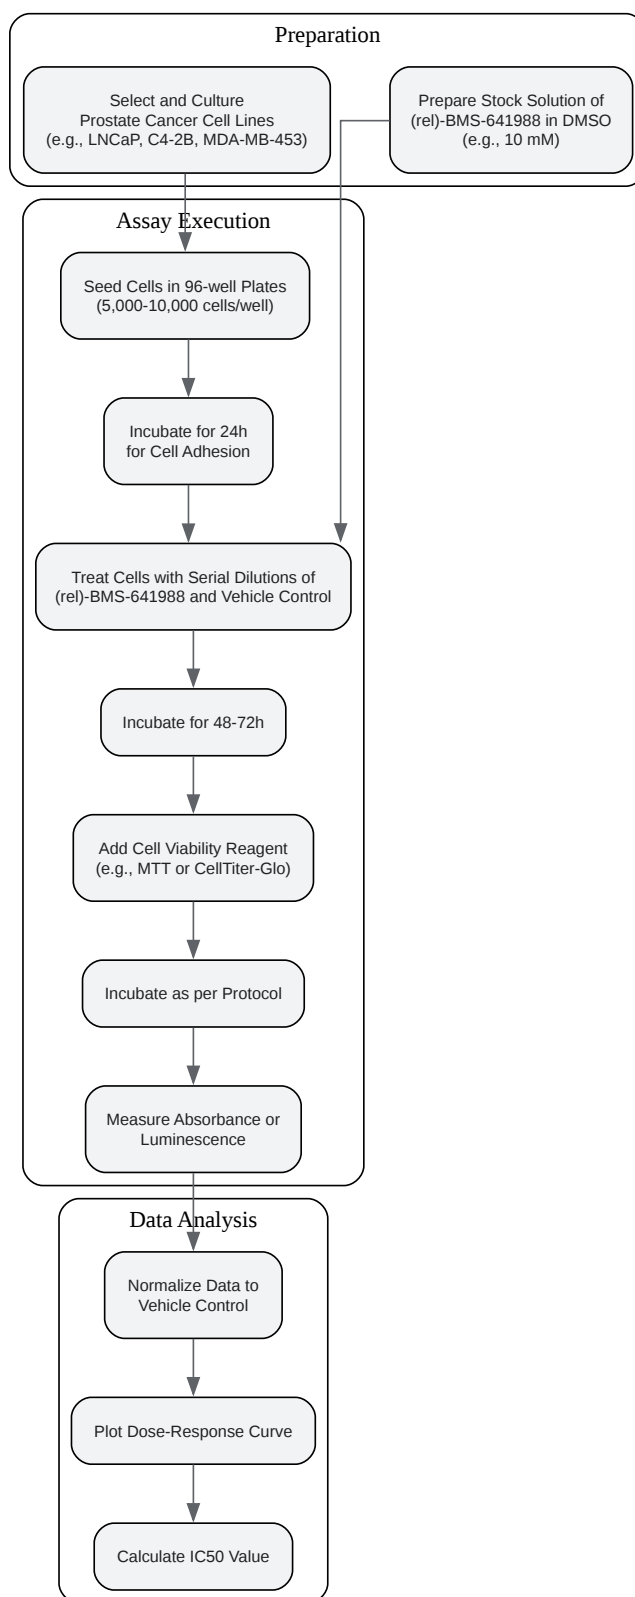 Preparation
Select and Culture
Prostate Cancer Cell Lines
(e.g., LNCaP, C4-2B, MDA-MB-453)
Prepare Stock Solution of
(rel)-BMS-641988 in DMSO
(e.g., 10 mM)
Assay Execution
Seed Cells in 96-well Plates
(5,000-10,000 cells/well)
Incubate for 24h
for Cell Adhesion
Treat Cells with Serial Dilutions of
(rel)-BMS-641988 and Vehicle Control
Incubate for 48-72h
Add Cell Viability Reagent
(e.g., MTT or CellTiter-Glo)
Incubate as per Protocol
Measure Absorbance or
Luminescence
Data Analysis
Normalize Data to
Vehicle Control
Plot Dose-Response Curve
Calculate IC50 Value